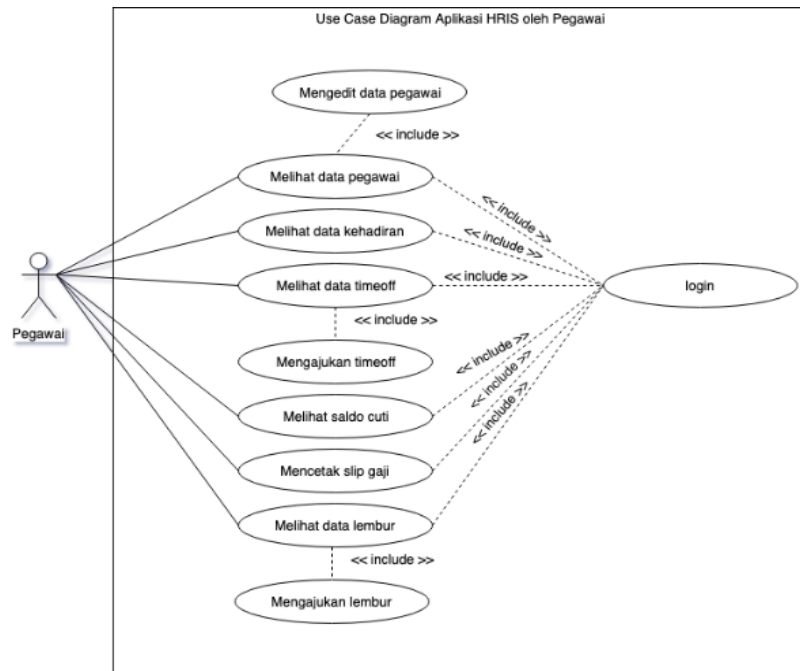 Use Case Diagram Aplikasi HRIS oleh Pegawai
Mengedit data pegawai
<< include >>
Melihat data pegawai
<< include >>
Melihat data kehadiran
<< include >>
Melihat data timeoff
<< include >>
login
<< include >>
Pegawai
Mengajukan timeoff
<< include >>
<< include >>
Melihat saldo cuti
<< include >>
Mencetak slip gaji
Melihat data lembur
<< include >>
Mengajukan lembur